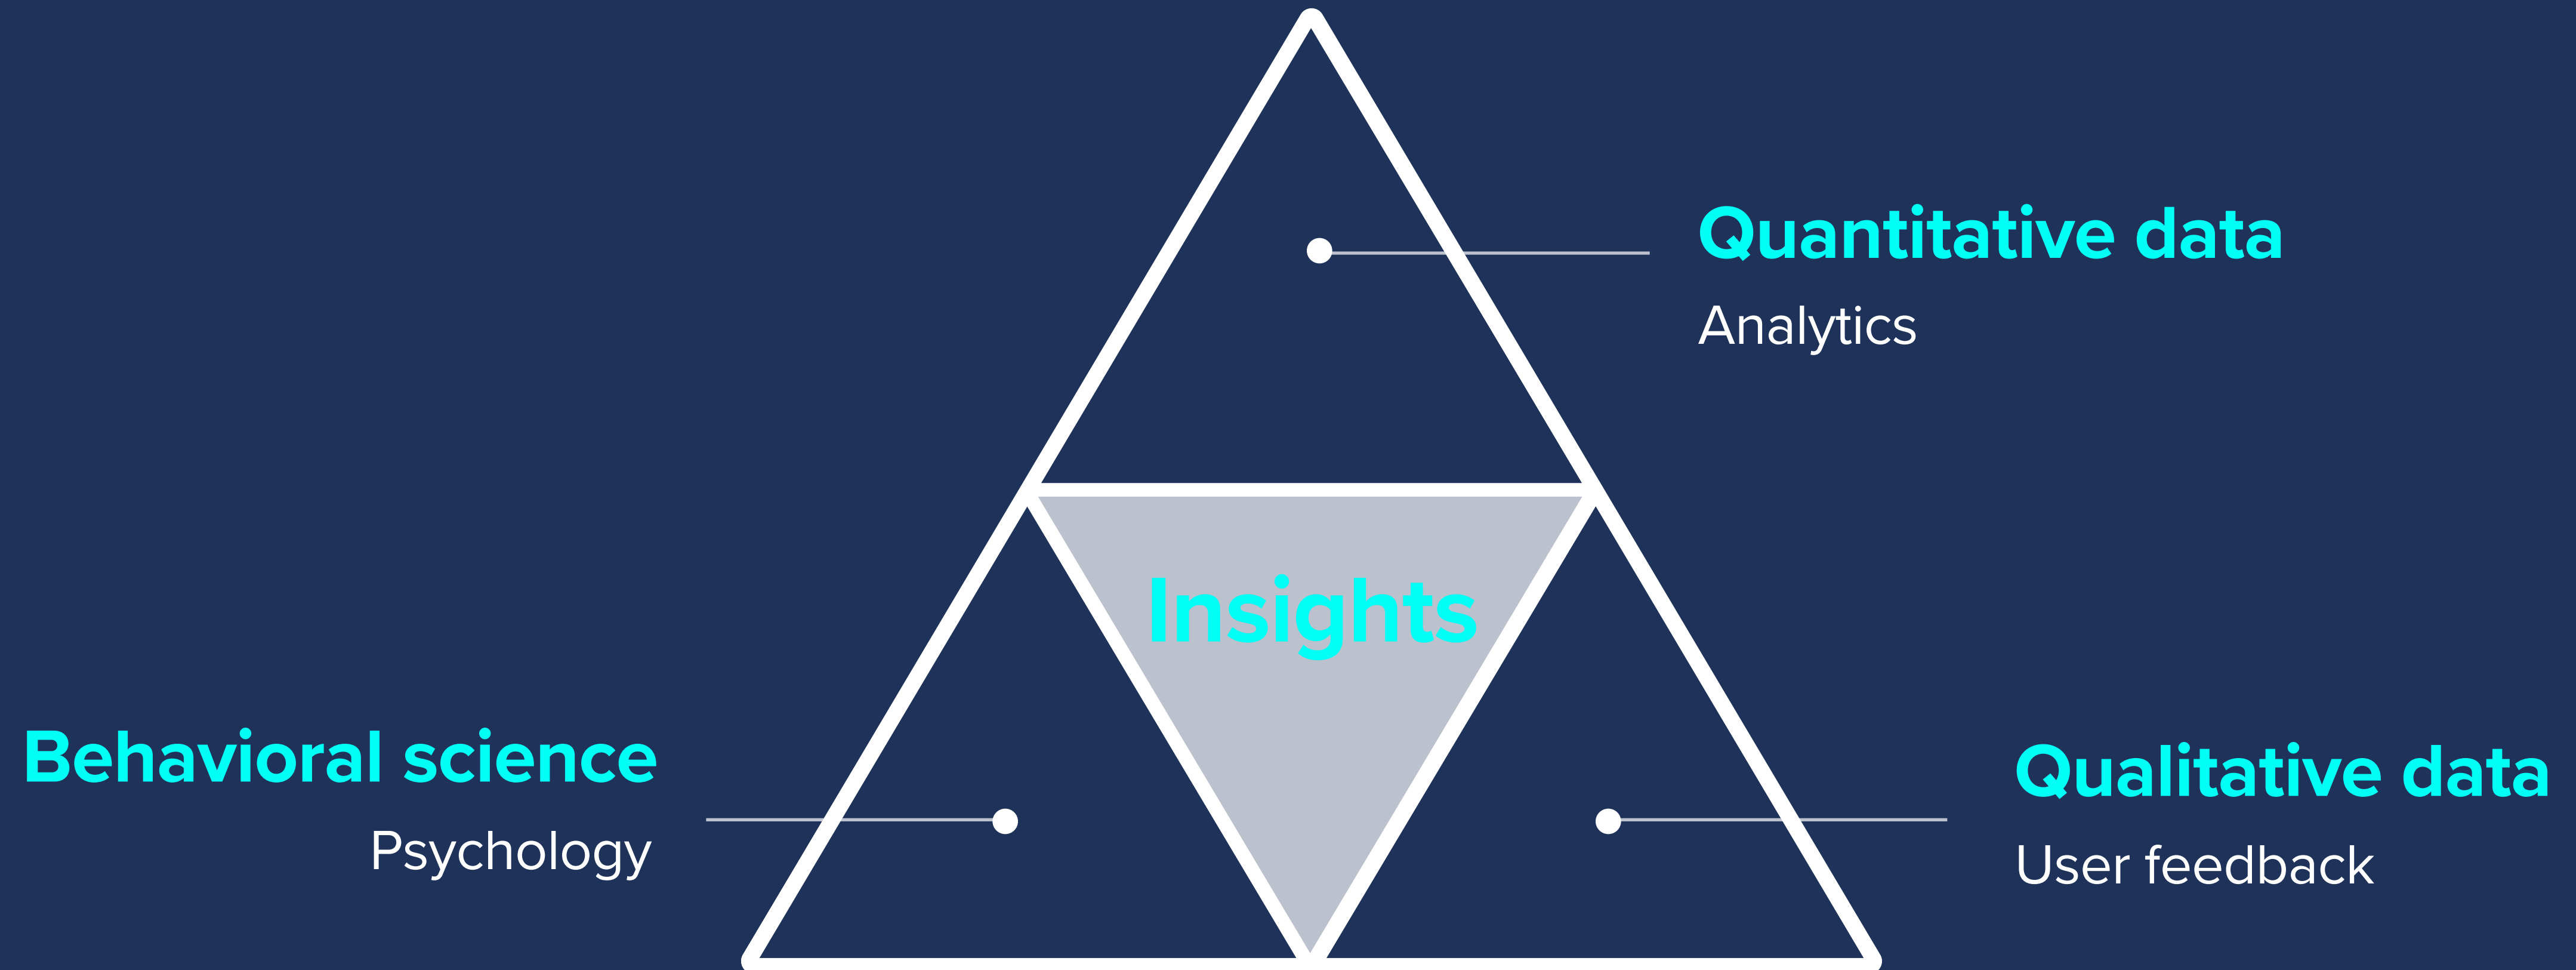 Quantitative data
Analytics
Insights
Behavioral science
Psychology
Qualitative data
User feedback